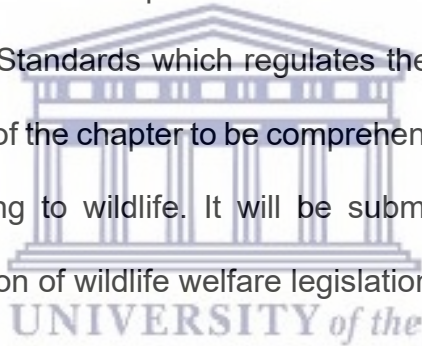 Standards which regulates the
of the chapter to be comprehen
ng to wildlife. It will be subm
on of wildlife welfare legislation
UNIVERSITY of the